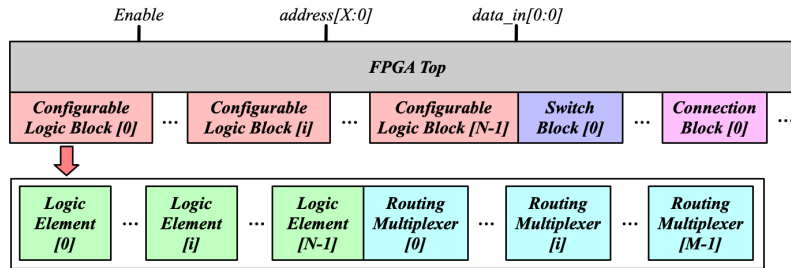 Enable address[X:0] data_in[0:0]
FPGA Top
Configurable Logic Block [0] ... Configurable Logic Block [i] ... Configurable Logic Block [N-1] Switch Block [0] ... Connection Block [0] ...
Logic Element [0] ... Logic Element [i] ... Logic Element [N-1] Routing Multiplexer [0] ... Routing Multiplexer [i] ... Routing Multiplexer [M-1]